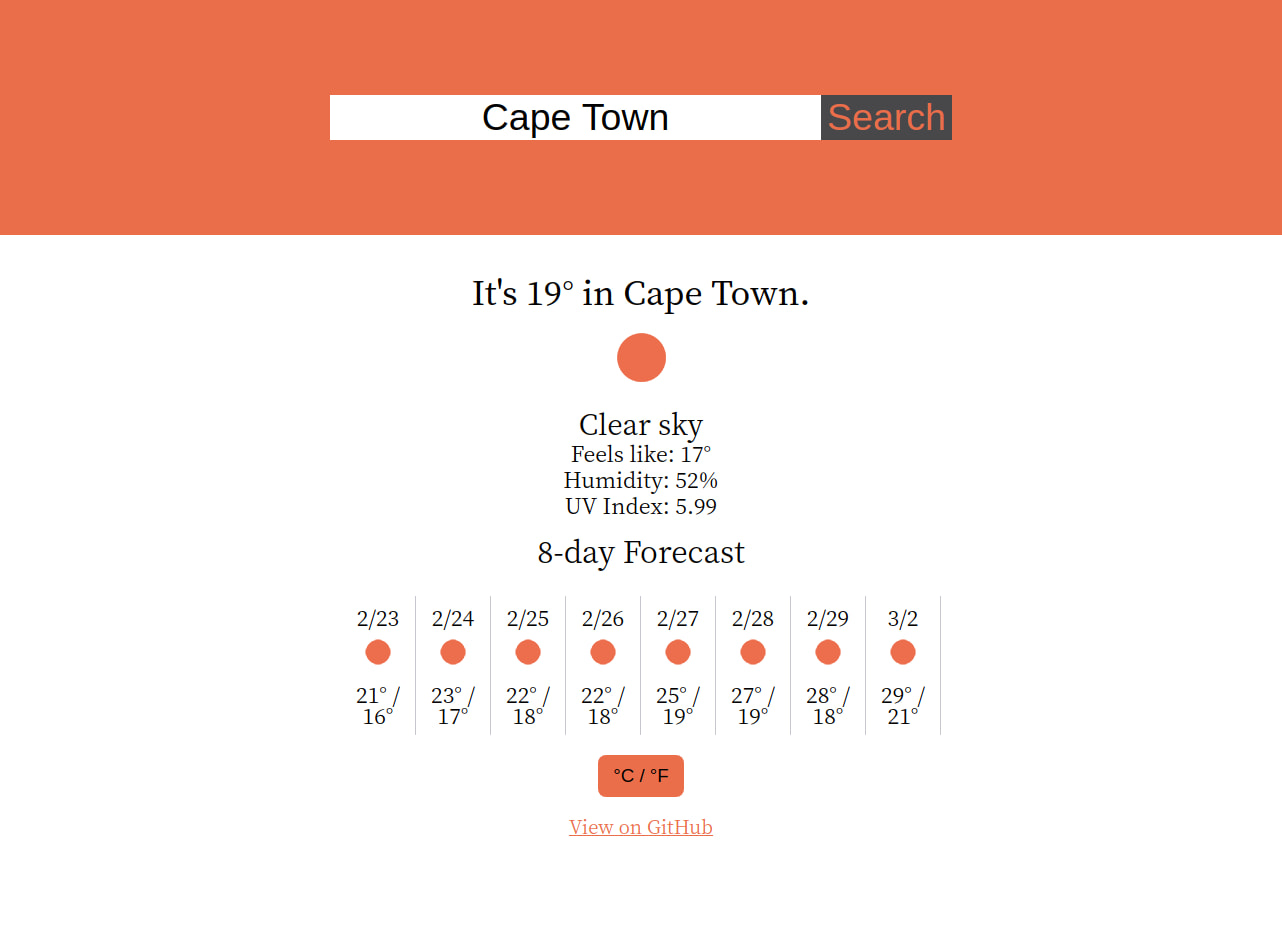 Cape Town Search
It's 19° in Cape Town.
Clear sky
Feels like: 17°
Humidity: 52%
UV Index: 5.99
8-day Forecast
2/23 2/24 2/25 2/26 2/27 2/28 2/29 3/2
21° / 23° / 22° / 22° / 25° / 27° / 28° / 29° /
16° 17° 18° 18° 19° 19° 18° 21°
°C / °F
View on GitHub